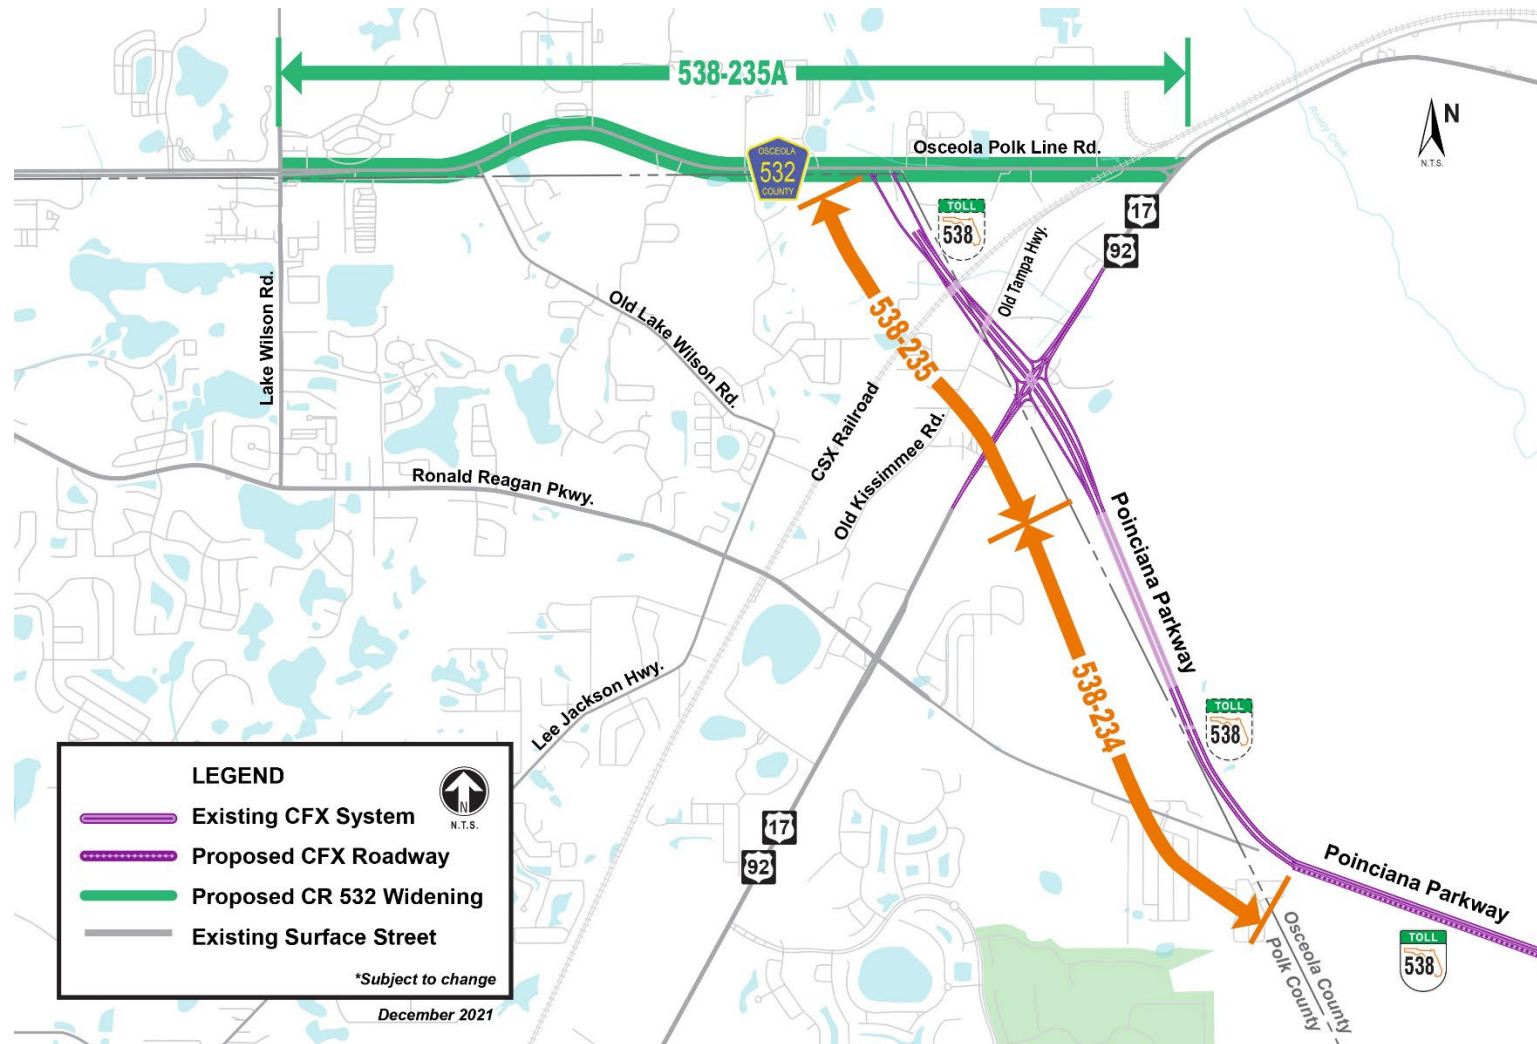 538-235A
N
N.T.S.
Reedy Creek
Osceola Polk Line Rd.
OSCEOLA
532
COUNTY
TOLL
538
17
92
Old Tampa Hwy.
Lake Wilson Rd.
Old Lake Wilson Rd.
538-235
CSX Railroad
Old Kissimmee Rd.
Ronald Reagan Pkwy.
Poinciana Parkway
538-234
Lee Jackson Hwy.
TOLL
538
17
92
Poinciana Parkway
TOLL
538
Osceola County
Polk County
LEGEND
N
N.T.S.
Existing CFX System
Proposed CFX Roadway
Proposed CR 532 Widening
Existing Surface Street
*Subject to change
December 2021